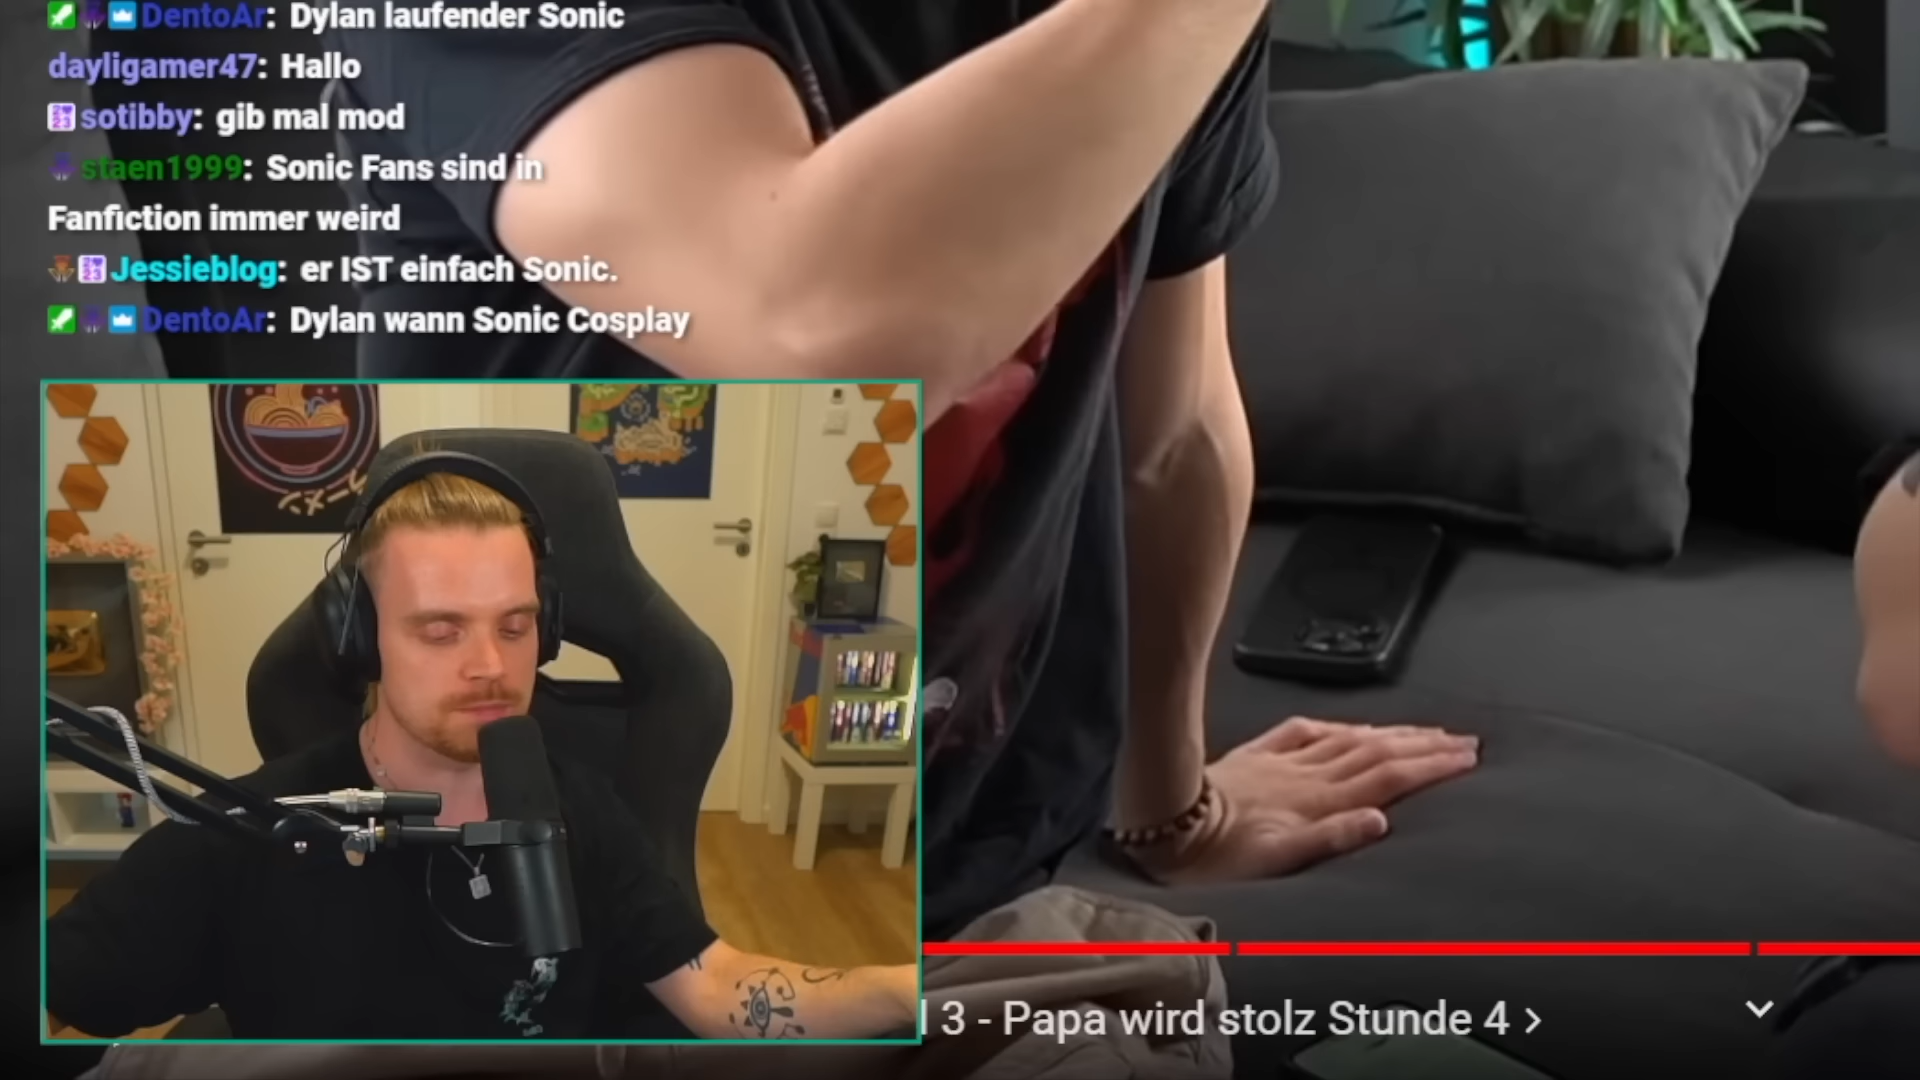 DentoAr: Dylan laufender Sonic
dayligamer47: Hallo
sotibby: gib mal mod
staen1999: Sonic Fans sind in
Fanfiction immer weird
Jessieblog: er IST einfach Sonic.
DentoAr: Dylan wann Sonic Cosplay
3 - Papa wird stolz Stunde 4 >